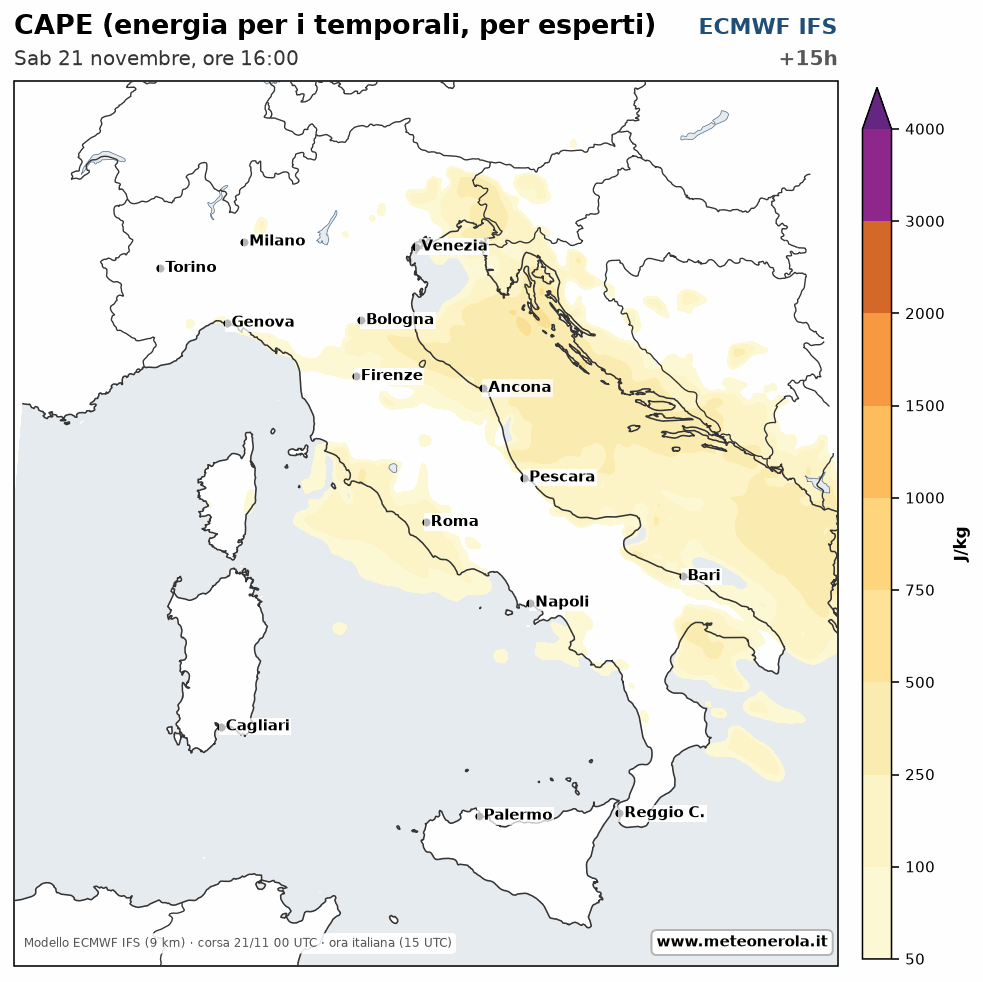 CAPE (energia per i temporali, per esperti)
ECMWF IFS
Sab 21 novembre, ore 16:00
+15h
4000
3000
2000
1500
1000
750
500
250
100
50
J/kg
Milano
Venezia
Torino
Genova
Bologna
Firenze
Ancona
Pescara
Roma
Bari
Napoli
Cagliari
Palermo
Reggio C.
Modello ECMWF IFS (9 km) · corsa 21/11 00 UTC · ora italiana (15 UTC)
www.meteonerola.it